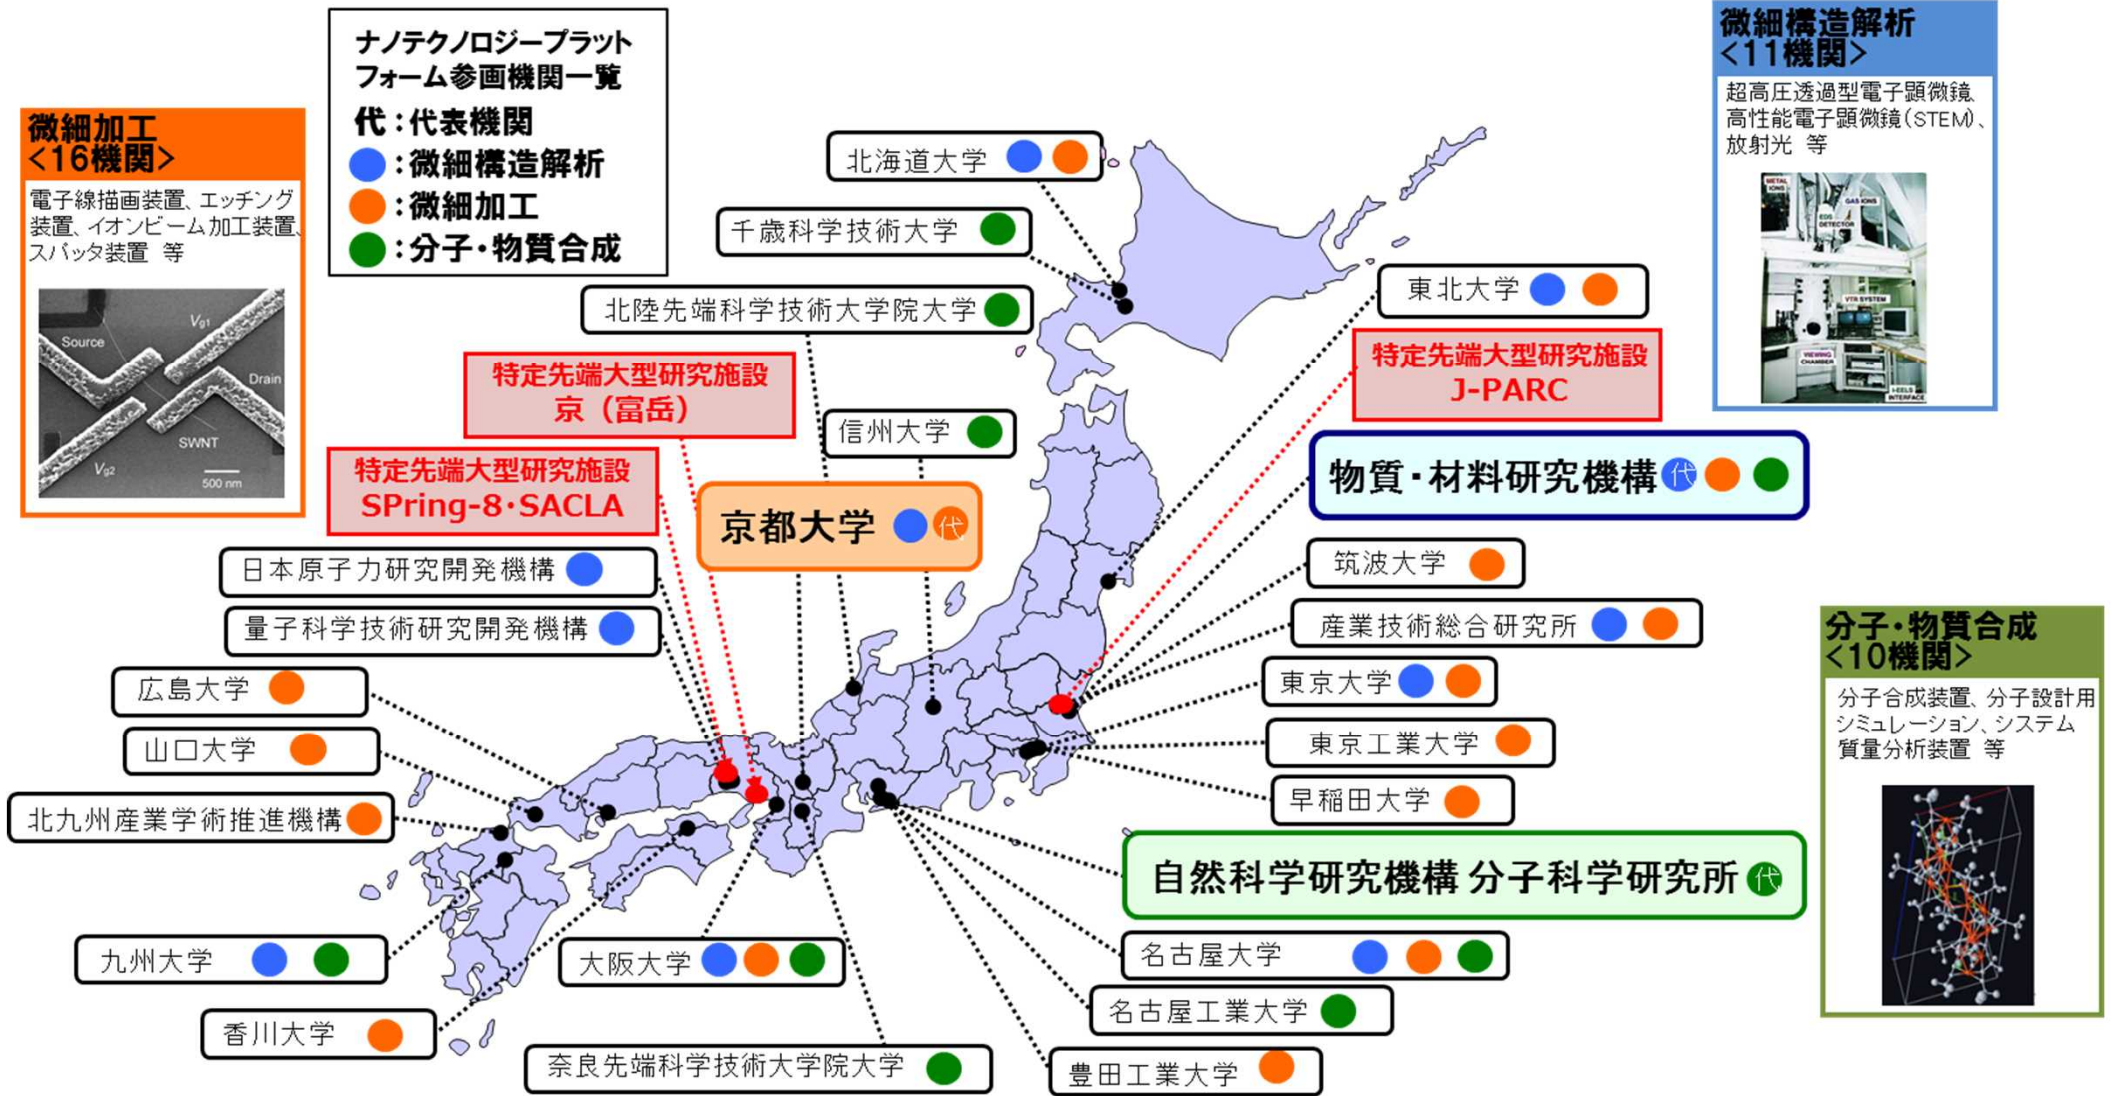 ナノテクノロジープラット
フォーム参画機関一覧
代:代表機関
:微細構造解析
:微細加工
:分子・物質合成
微細加工
<16機関>
電子線描画装置、エッチング
装置、イオンビーム加工装置、
スパッタ装置 等
Vg1
Source
Drain
SWNT
Vg2
500 nm
微細構造解析
<11機関>
超高圧透過型電子顕微鏡、
高性能電子顕微鏡(STEM)、
放射光 等
METAL
IONS
GAS IONS
EDS
DETECTOR
VTR SYSTEM
VIEWING
CHAMBER
INTERFACE
分子・物質合成
<10機関>
分子合成装置、分子設計用
シミュレーション、システム
質量分析装置 等
北海道大学
千歳科学技術大学
北陸先端科学技術大学院大学
特定先端大型研究施設
京(富岳)
信州大学
特定先端大型研究施設
SPring-8・SACLA
京都大学 代
日本原子力研究開発機構
量子科学技術研究開発機構
広島大学
山口大学
北九州産業学術推進機構
九州大学
香川大学
大阪大学
奈良先端科学技術大学院大学
東北大学
特定先端大型研究施設
J-PARC
物質・材料研究機構 代
筑波大学
産業技術総合研究所
東京大学
東京工業大学
早稲田大学
自然科学研究機構 分子科学研究所 代
名古屋大学
名古屋工業大学
豊田工業大学